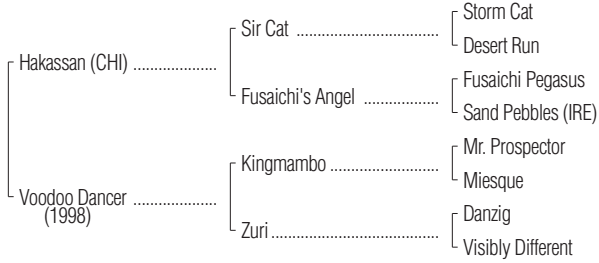 Storm Cat
Sir Cat
Desert Run
Hakassan (CHI)
Fusaichi Pegasus
Fusaichi's Angel
Sand Pebbles (IRE)
Mr. Prospector
Kingmambo
Miesque
Voodoo Dancer
(1998)
Danzig
Zuri
Visibly Different